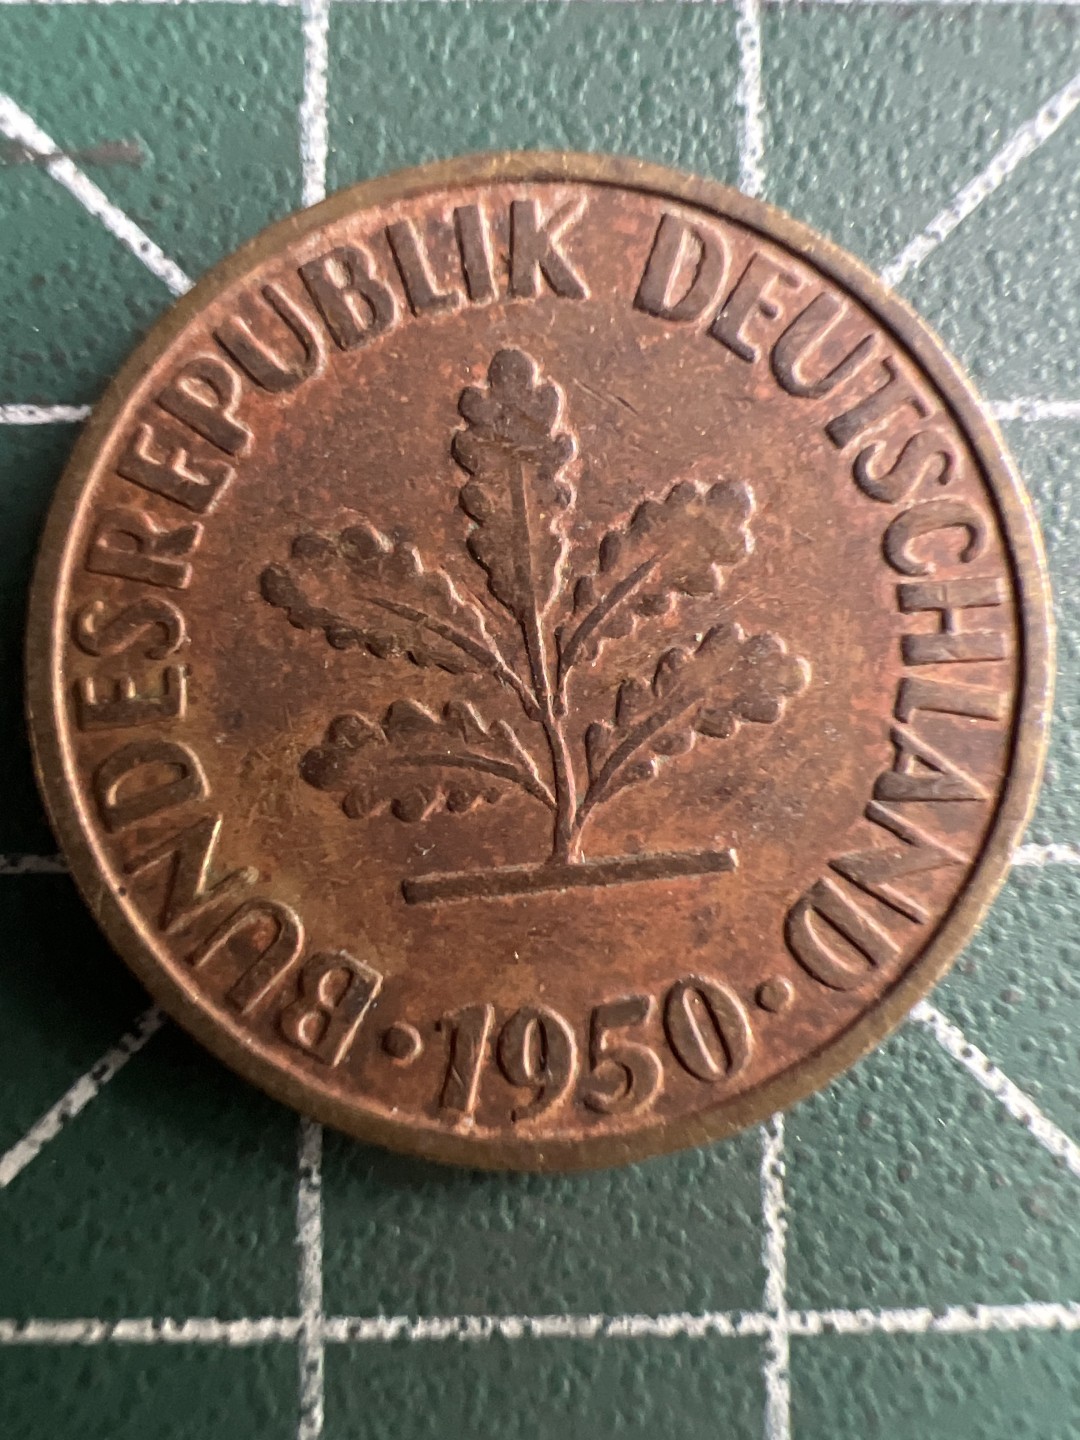 BUNDESREPUBLIK DEUTSCHLAND
· 1950 ·